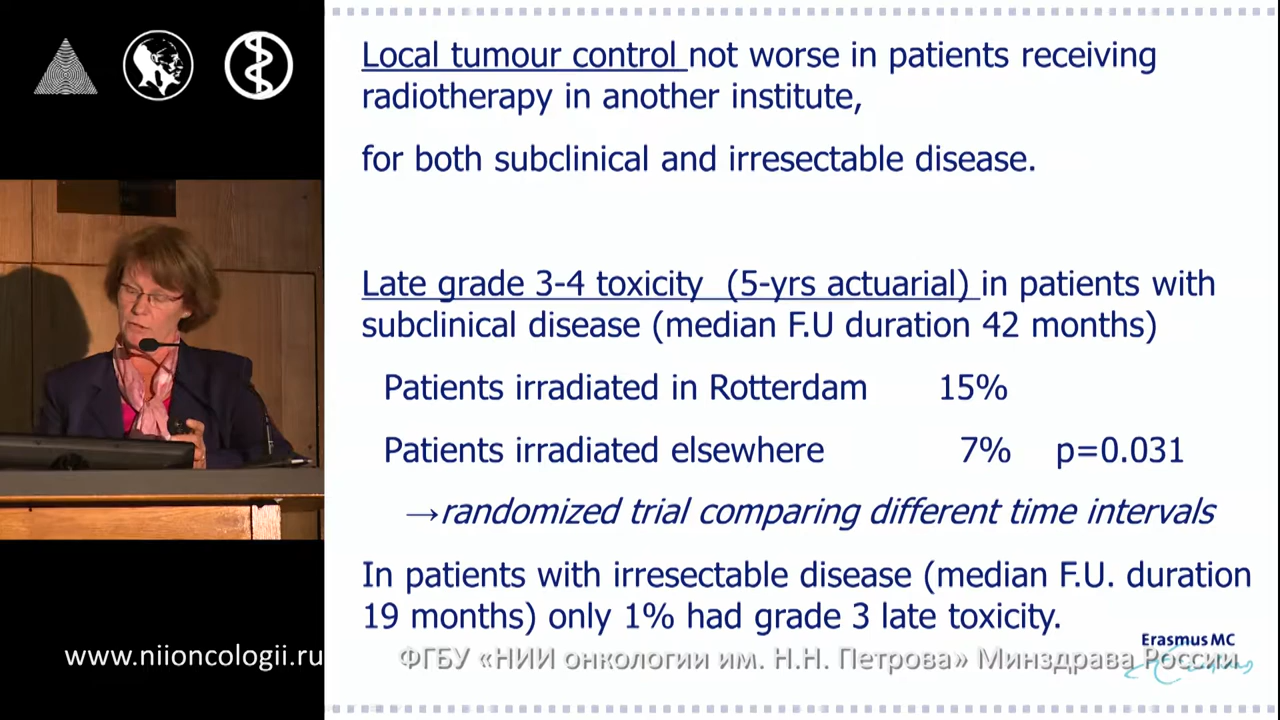 Local tumour control not worse in patients receiving
radiotherapy in another institute,
for both subclinical and irresectable disease.
Late grade 3-4 toxicity (5-yrs actuarial) in patients with
subclinical disease (median F.U duration 42 months)
Patients irradiated in Rotterdam 15%
Patients irradiated elsewhere 7% p=0.031
→randomized trial comparing different time intervals
In patients with irresectable disease (median F.U. duration
19 months) only 1% had grade 3 late toxicity.
Erasmus MC
www.niioncologii.ru
ФГБУ «НИИ онкологии им. Н.Н. Петрова» Минздрава России